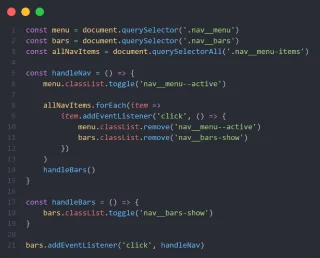 1 const menu = document.querySelector('.nav__menu')
2 const bars = document.querySelector('.nav__bars')
3 const allNavItems = document.querySelectorAll('.nav__menu-items')
4
5 const handleNav = () => {
6 menu.classList.toggle('nav__menu--active')
7
8 allNavItems.forEach(item =>
9 item.addEventListener('click', () => {
10 menu.classList.remove('nav__menu--active')
11 bars.classList.remove('nav__bars-show')
12 })
13 )
14 handleBars()
15 }
16
17 const handleBars = () => {
18 bars.classList.toggle('nav__bars-show')
19 }
20
21 bars.addEventListener('click', handleNav)